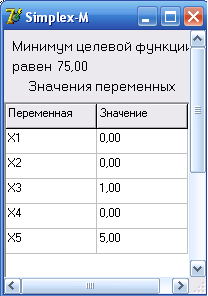 Simplex-M
Минимум целевой функции
равен 75,00
Значения переменных
Переменная Значение
X1 0,00
X2 0,00
X3 1,00
X4 0,00
X5 5,00